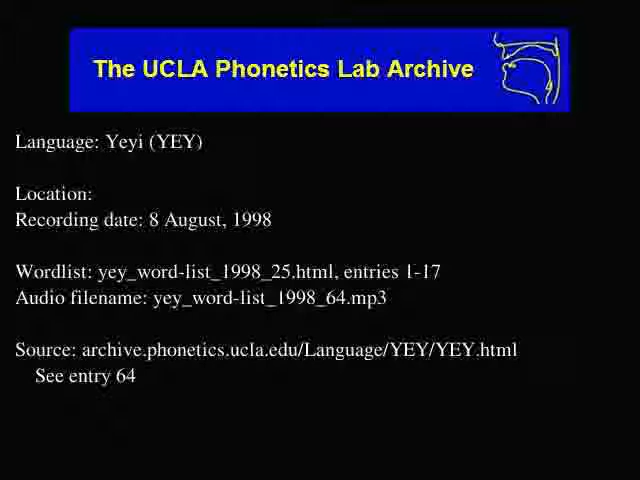 The UCLA Phonetics Lab Archive
Language: Yeyi (YEY)
Location:
Recording date: 8 August, 1998
Wordlist: yey_word-list_1998_25.html, entries 1-17
Audio filename: yey_word-list_1998_64.mp3
Source: archive.phonetics.ucla.edu/Language/YEY/YEY.html
See entry 64